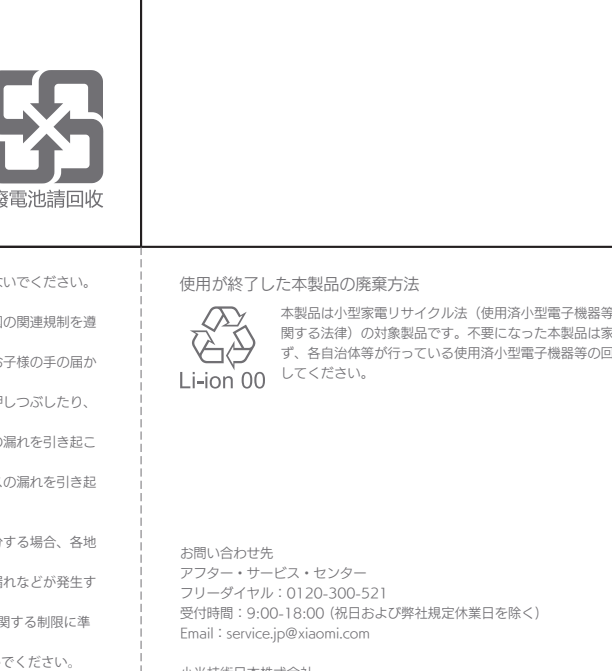 廢電池請回收
いでください。
の関連規制を遵
お子様の手の届か
押しつぶしたり、
の漏れを引き起こ
スの漏れを引き起
する場合、各地
漏れなどが発生す
関する制限に準
でください。
使用が終了した本製品の廃棄方法
本製品は小型家電リサイクル法（使用済小型電子機器等
関する法律）の対象製品です。不要になった本製品は家
ず、各自治体等が行っている使用済小型電子機器等の回
してください。
Li-ion 00
お問い合わせ先
アフター・サービス・センター
フリーダイヤル：0120-300-521
受付時間：9:00-18:00 (祝日および弊社規定休業日を除く)
Email：service.jp@xiaomi.com
小米技術日本株式会社